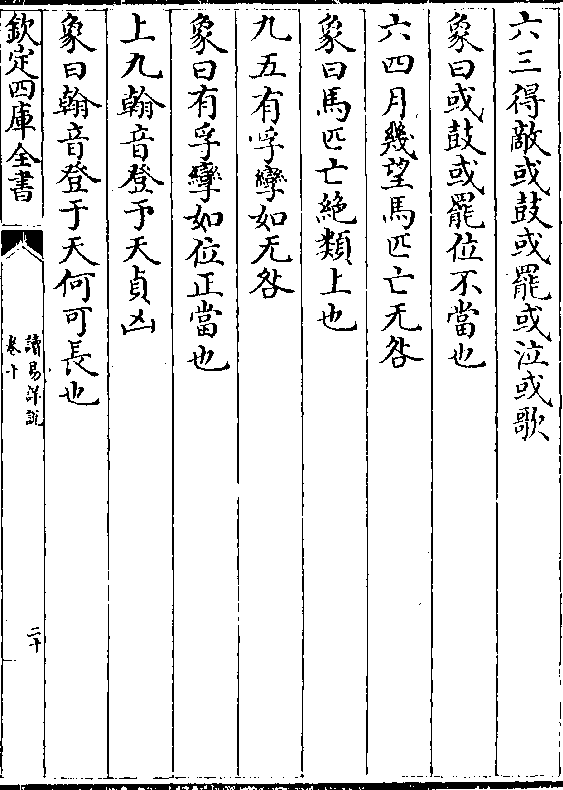 六三得敵或鼓或罷或泣或歌
象曰或鼓或罷位不當也
六四月幾望馬匹亡无咎
象曰馬匹亡絶類上也
九五有孚攣如无咎
象曰有孚攣如位正當也
上九翰音登于天貞凶
象曰翰音登于天何可長也
欽定四庫全書
讀易詳說
卷十
二十